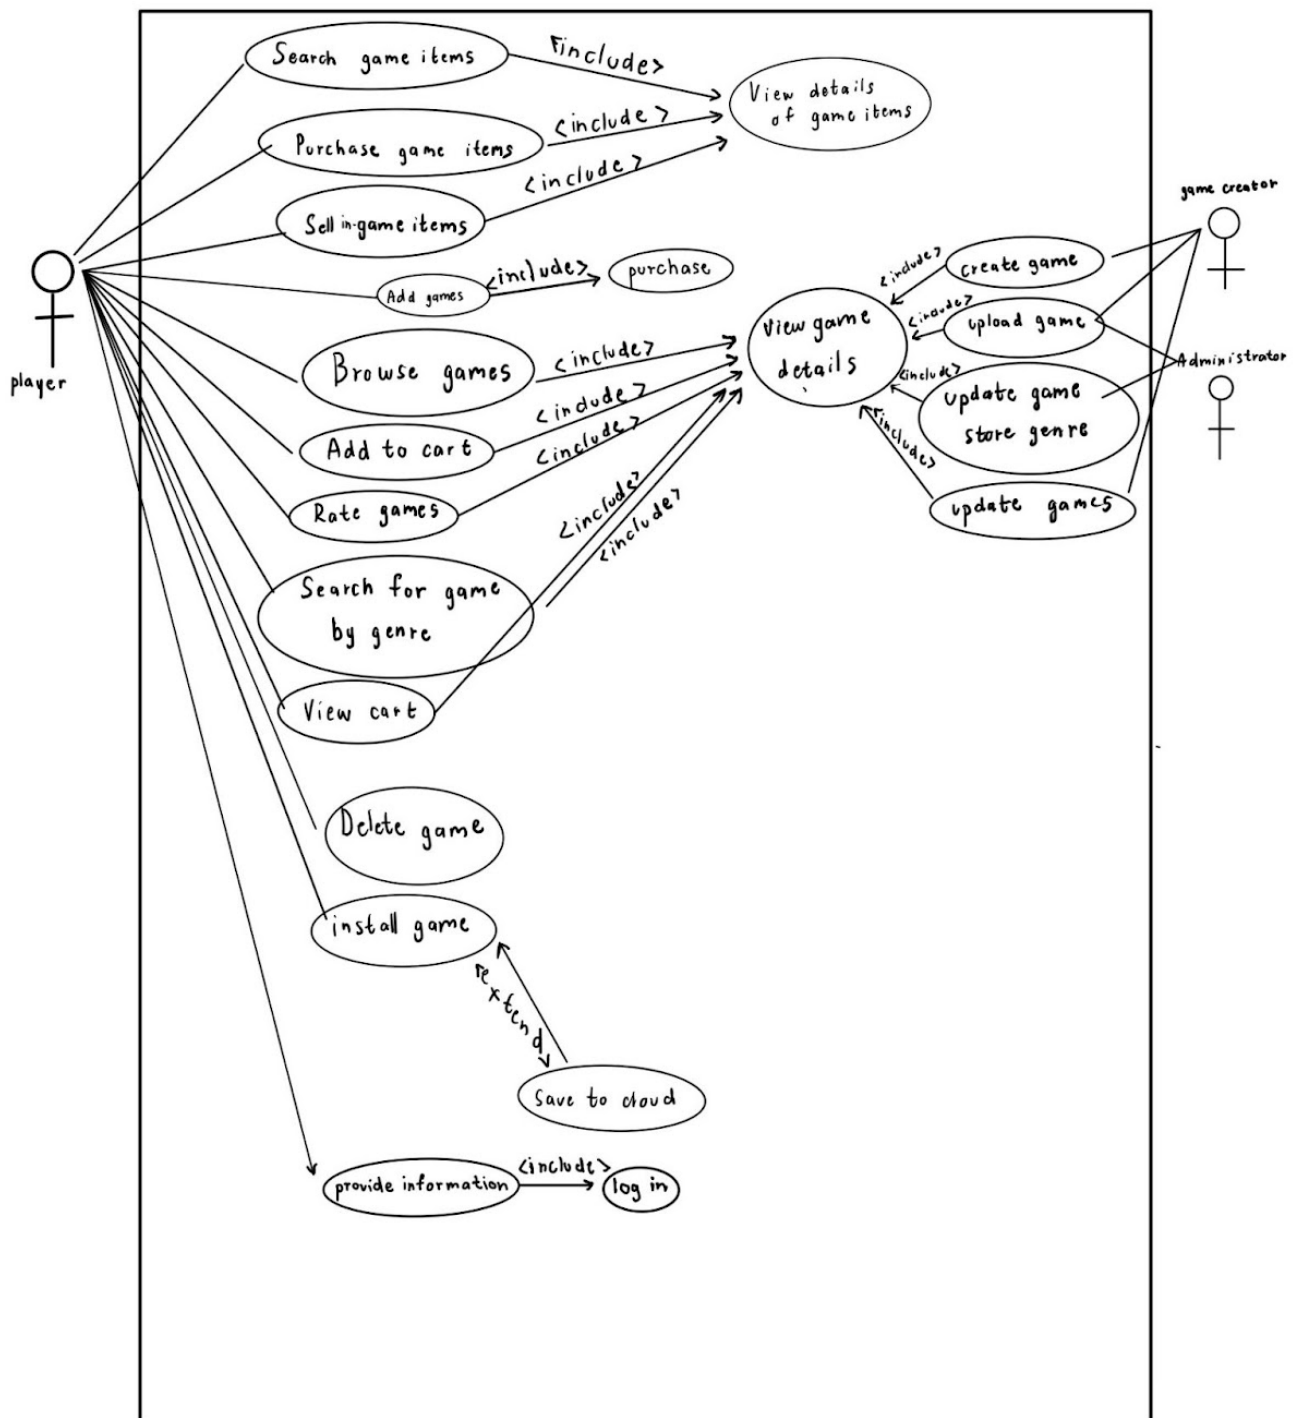 Search game items
<include>
View details
of game items
Purchase game items
<include>
Sell in-game items
<include>
game creator
Add games
<include>
purchase
create game
<include>
upload game
<include>
View game
details
player
Browse games
<include>
Administrator
update game
store genre
<include>
Add to cart
<include>
Rate games
<include>
update games
<include>
Search for game
by genre
<include>
View cart
<include>
Delete game
install game
<extend>
Save to cloud
provide information
<include>
log in